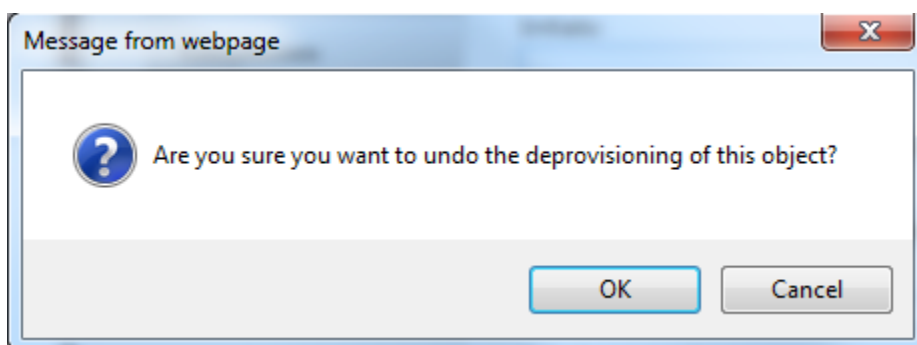 Message from webpage
Are you sure you want to undo the deprovisioning of this object?
OK
Cancel